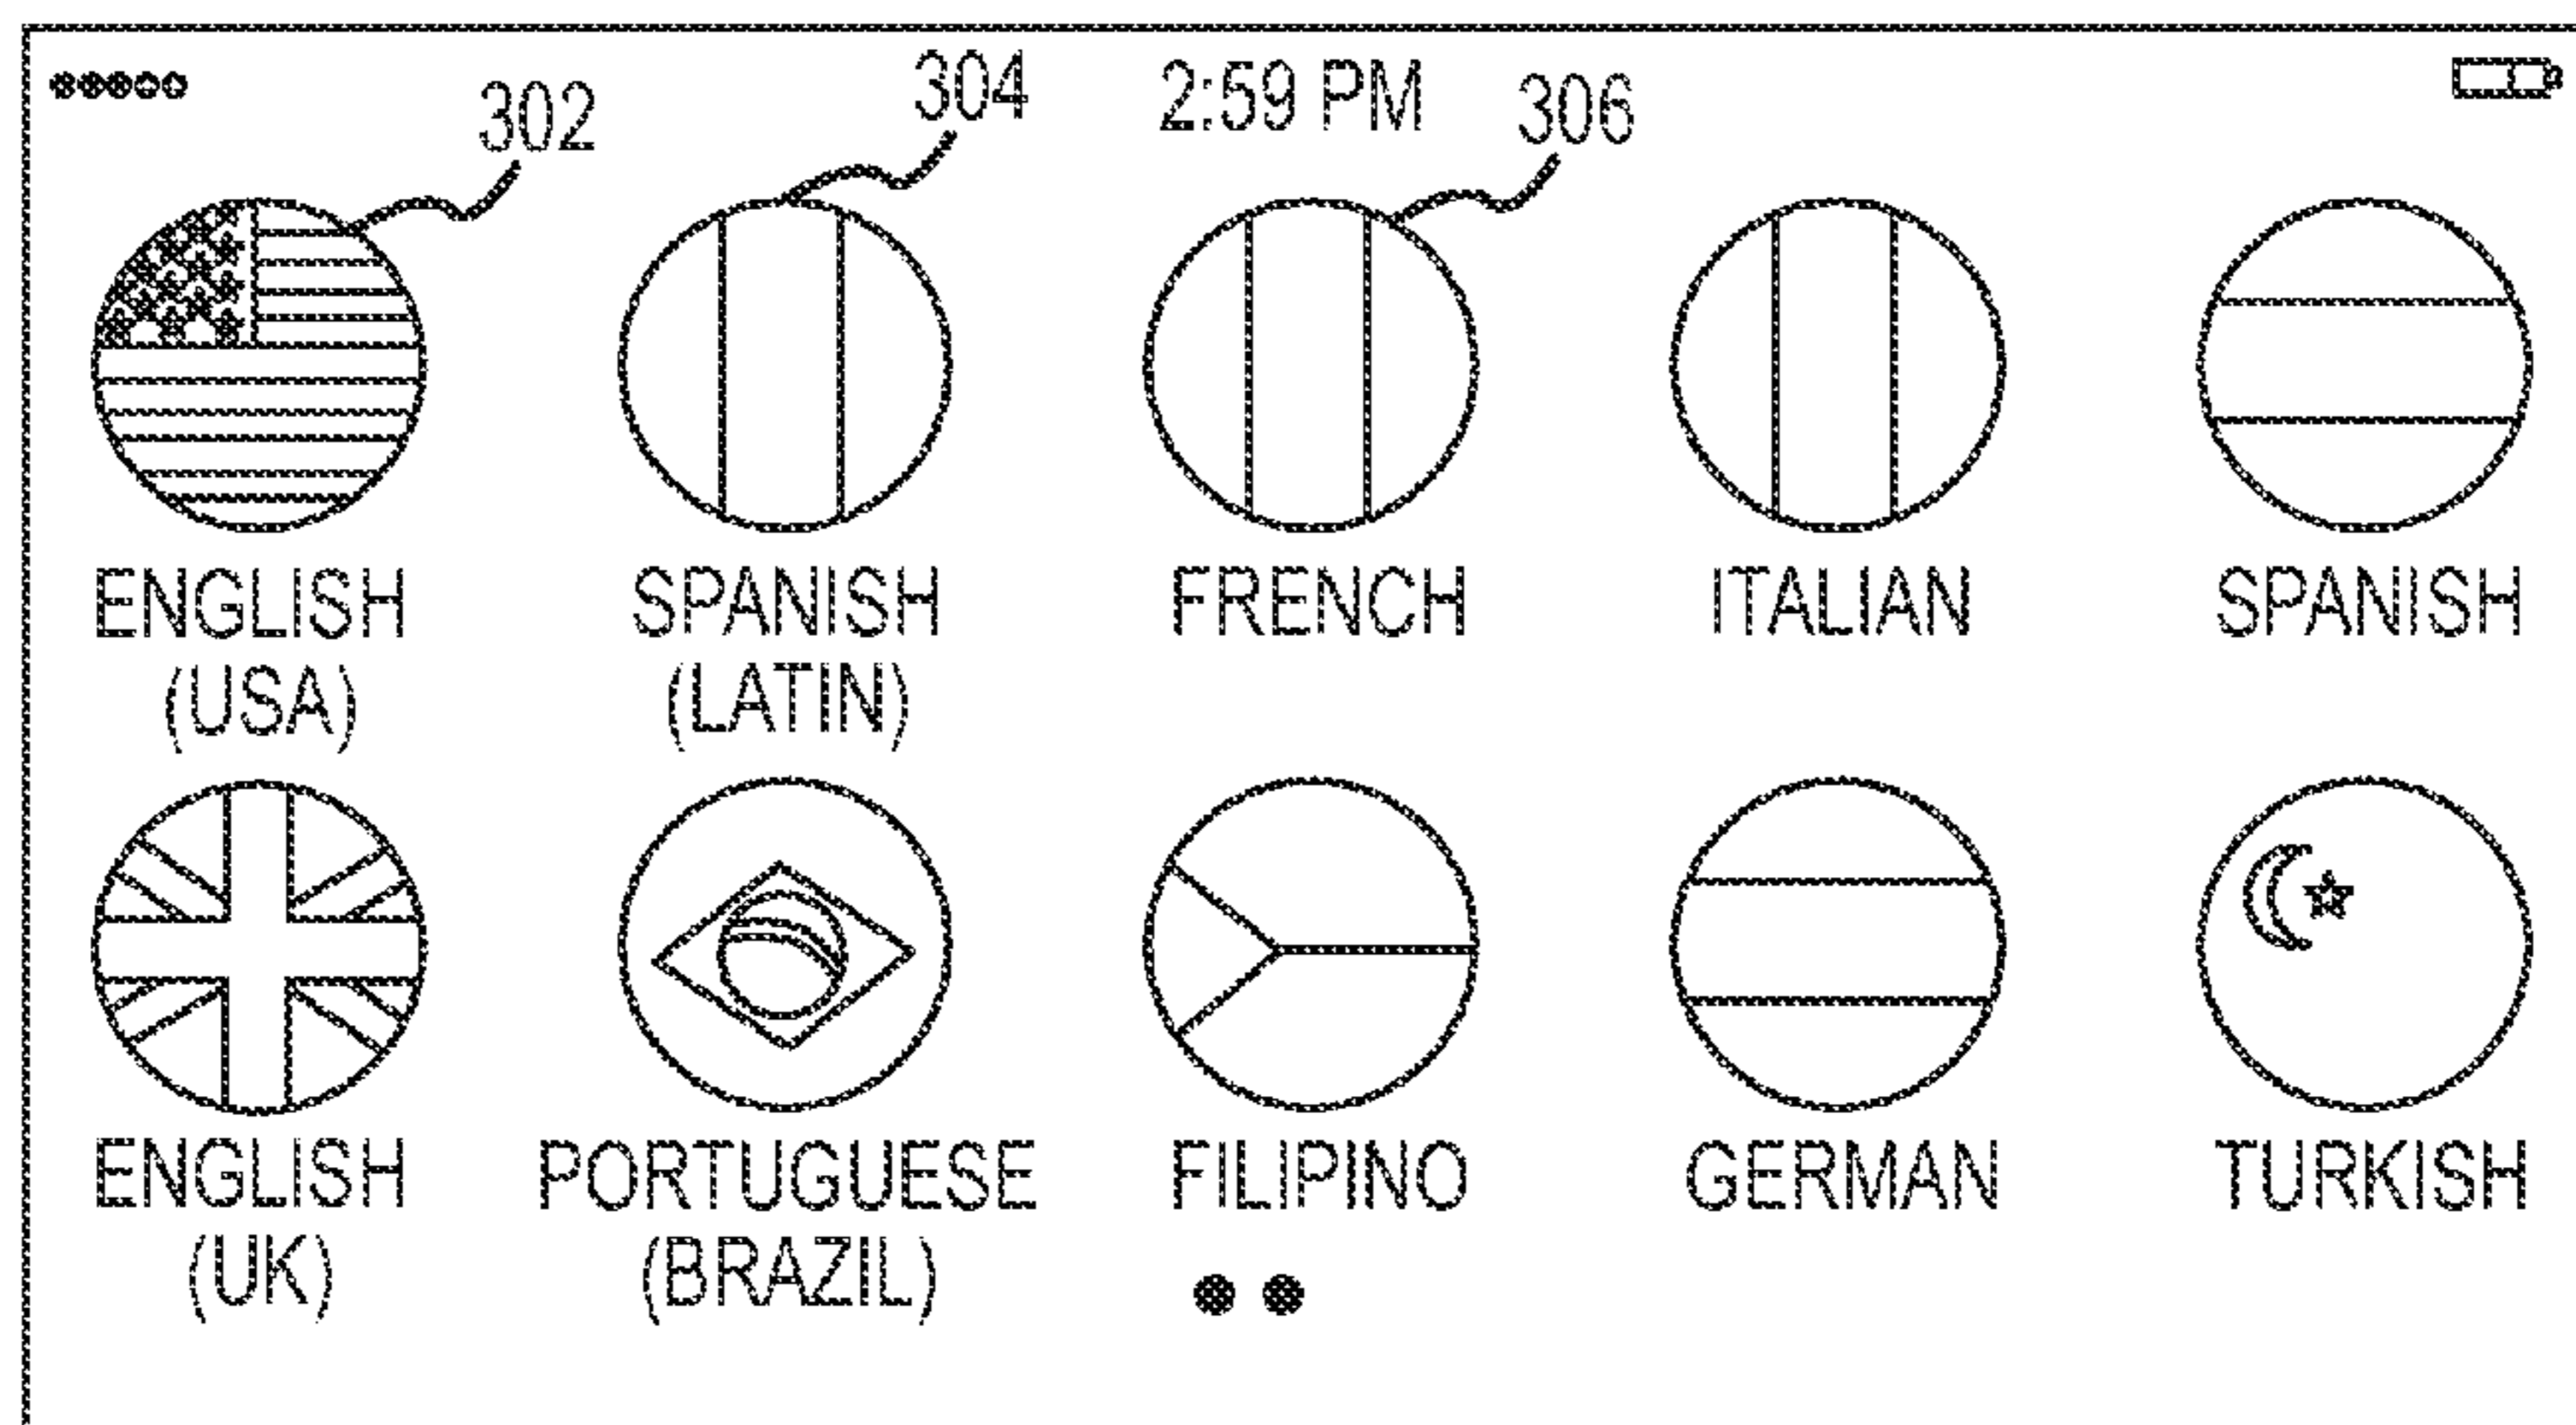 302 304 2:59 PM 306
ENGLISH (USA) SPANISH (LATIN) FRENCH ITALIAN SPANISH
ENGLISH (UK) PORTUGUESE (BRAZIL) FILIPINO GERMAN TURKISH